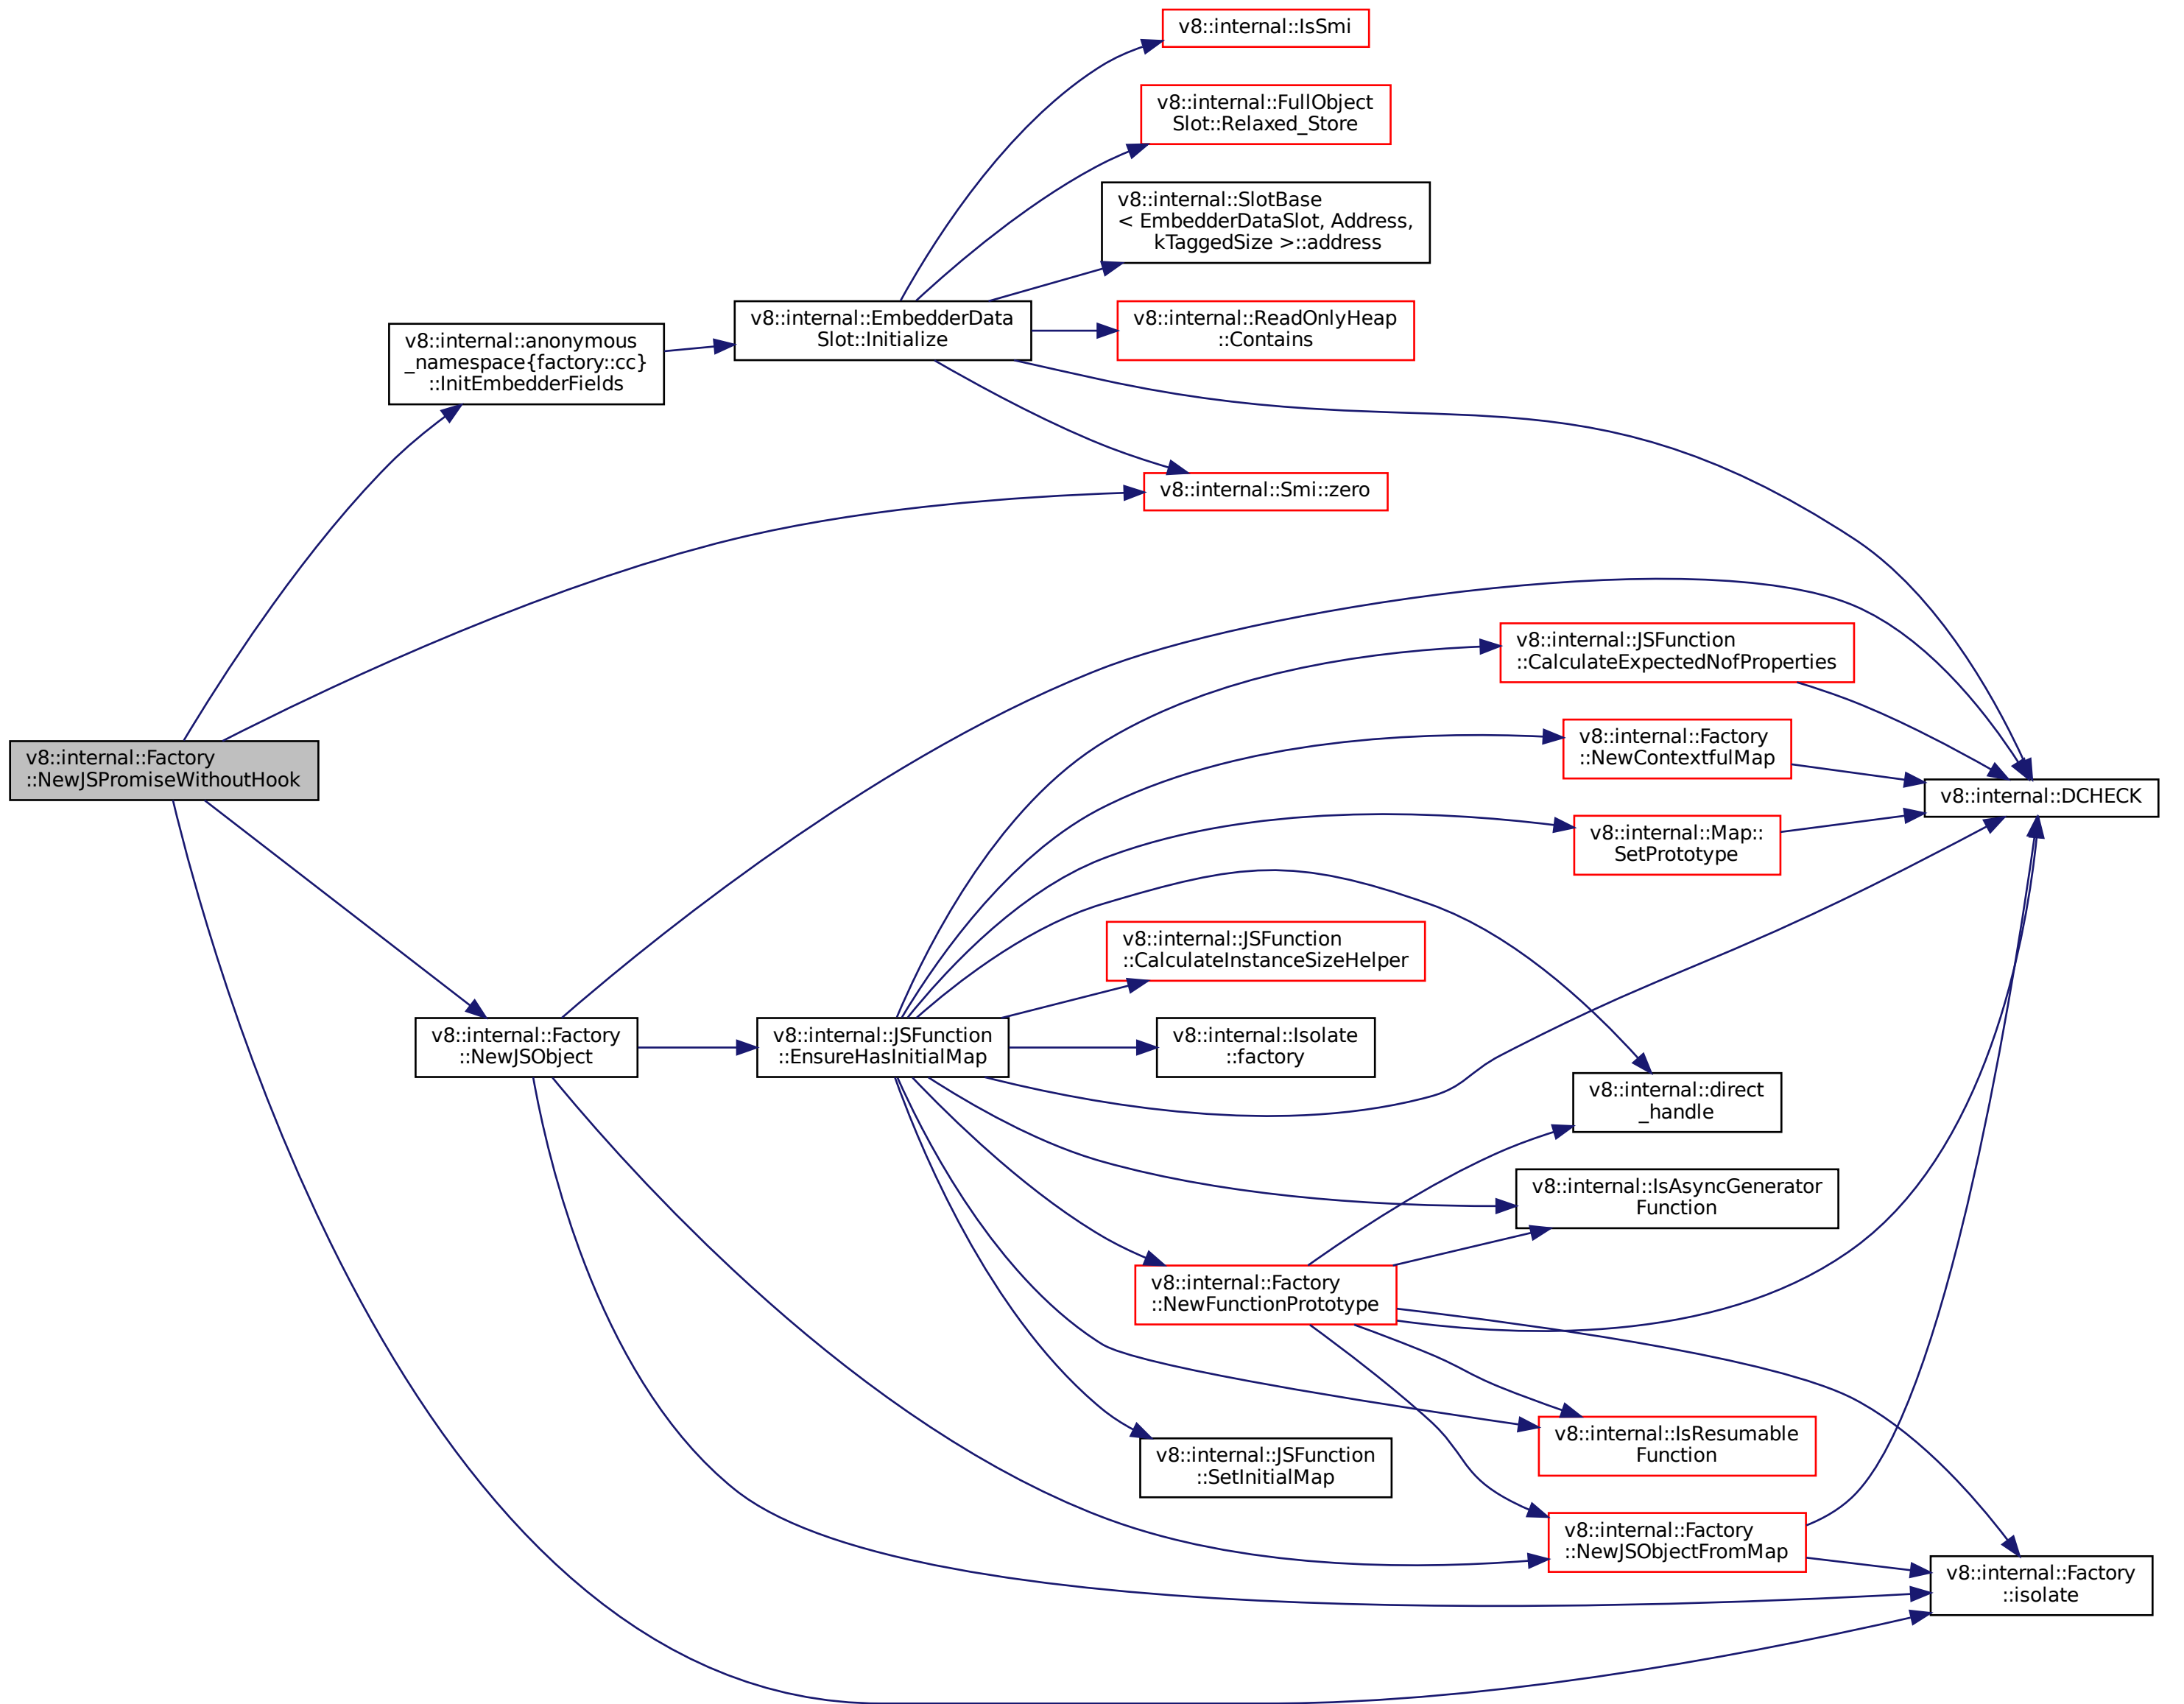 v8::internal::IsSmi
v8::internal::FullObject
Slot::Relaxed_Store
v8::internal::SlotBase
< EmbedderDataSlot, Address,
kTaggedSize >::address
v8::internal::EmbedderData
Slot::Initialize
v8::internal::ReadOnlyHeap
::Contains
v8::internal::anonymous
_namespace{factory::cc}
::InitEmbedderFields
v8::internal::Smi::zero
v8::internal::JSFunction
::CalculateExpectedNofProperties
v8::internal::Factory
::NewContextfulMap
v8::internal::Factory
::NewJSPromiseWithoutHook
v8::internal::DCHECK
v8::internal::Map::
SetPrototype
v8::internal::JSFunction
::CalculateInstanceSizeHelper
v8::internal::Factory
::NewJSObject
v8::internal::JSFunction
::EnsureHasInitialMap
v8::internal::Isolate
::factory
v8::internal::direct
_handle
v8::internal::IsAsyncGenerator
Function
v8::internal::Factory
::NewFunctionPrototype
v8::internal::IsResumable
Function
v8::internal::JSFunction
::SetInitialMap
v8::internal::Factory
::NewJSObjectFromMap
v8::internal::Factory
::isolate